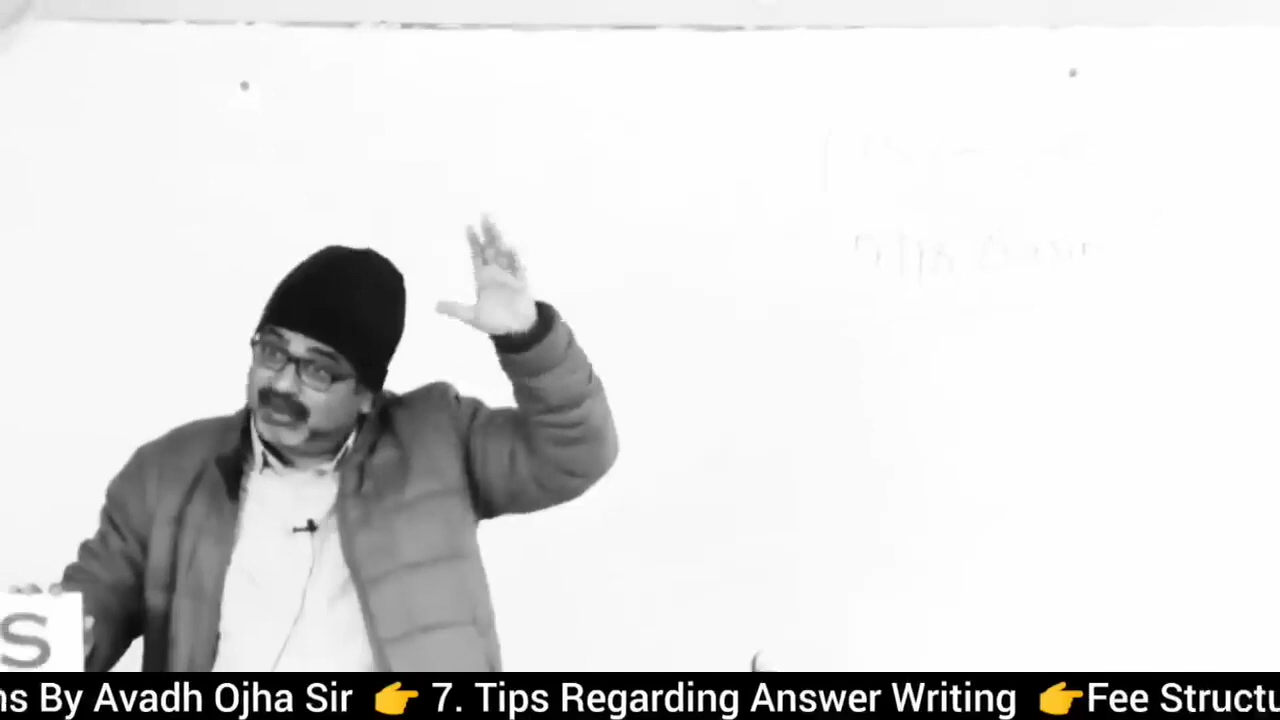 S
ns By Avadh Ojha Sir 👉 7. Tips Regarding Answer Writing 👉Fee Structu